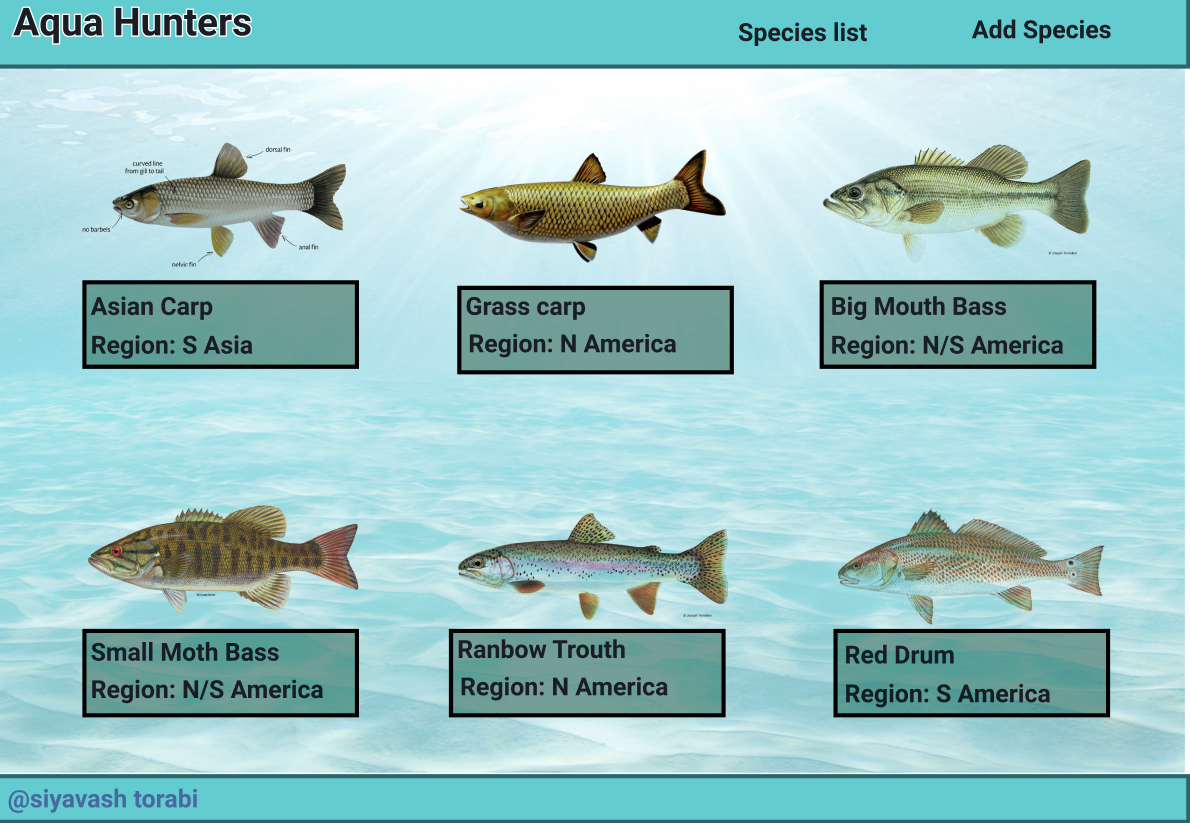 Aqua Hunters
Species list
Add Species
dorsal fin
curved line
from gill to tail
no barbels
anal fin
pelvic fin
Asian Carp
Region: S Asia
Grass carp
Region: N America
Big Mouth Bass
Region: N/S America
Small Moth Bass
Region: N/S America
Ranbow Trouth
Region: N America
Red Drum
Region: S America
@siyavash torabi